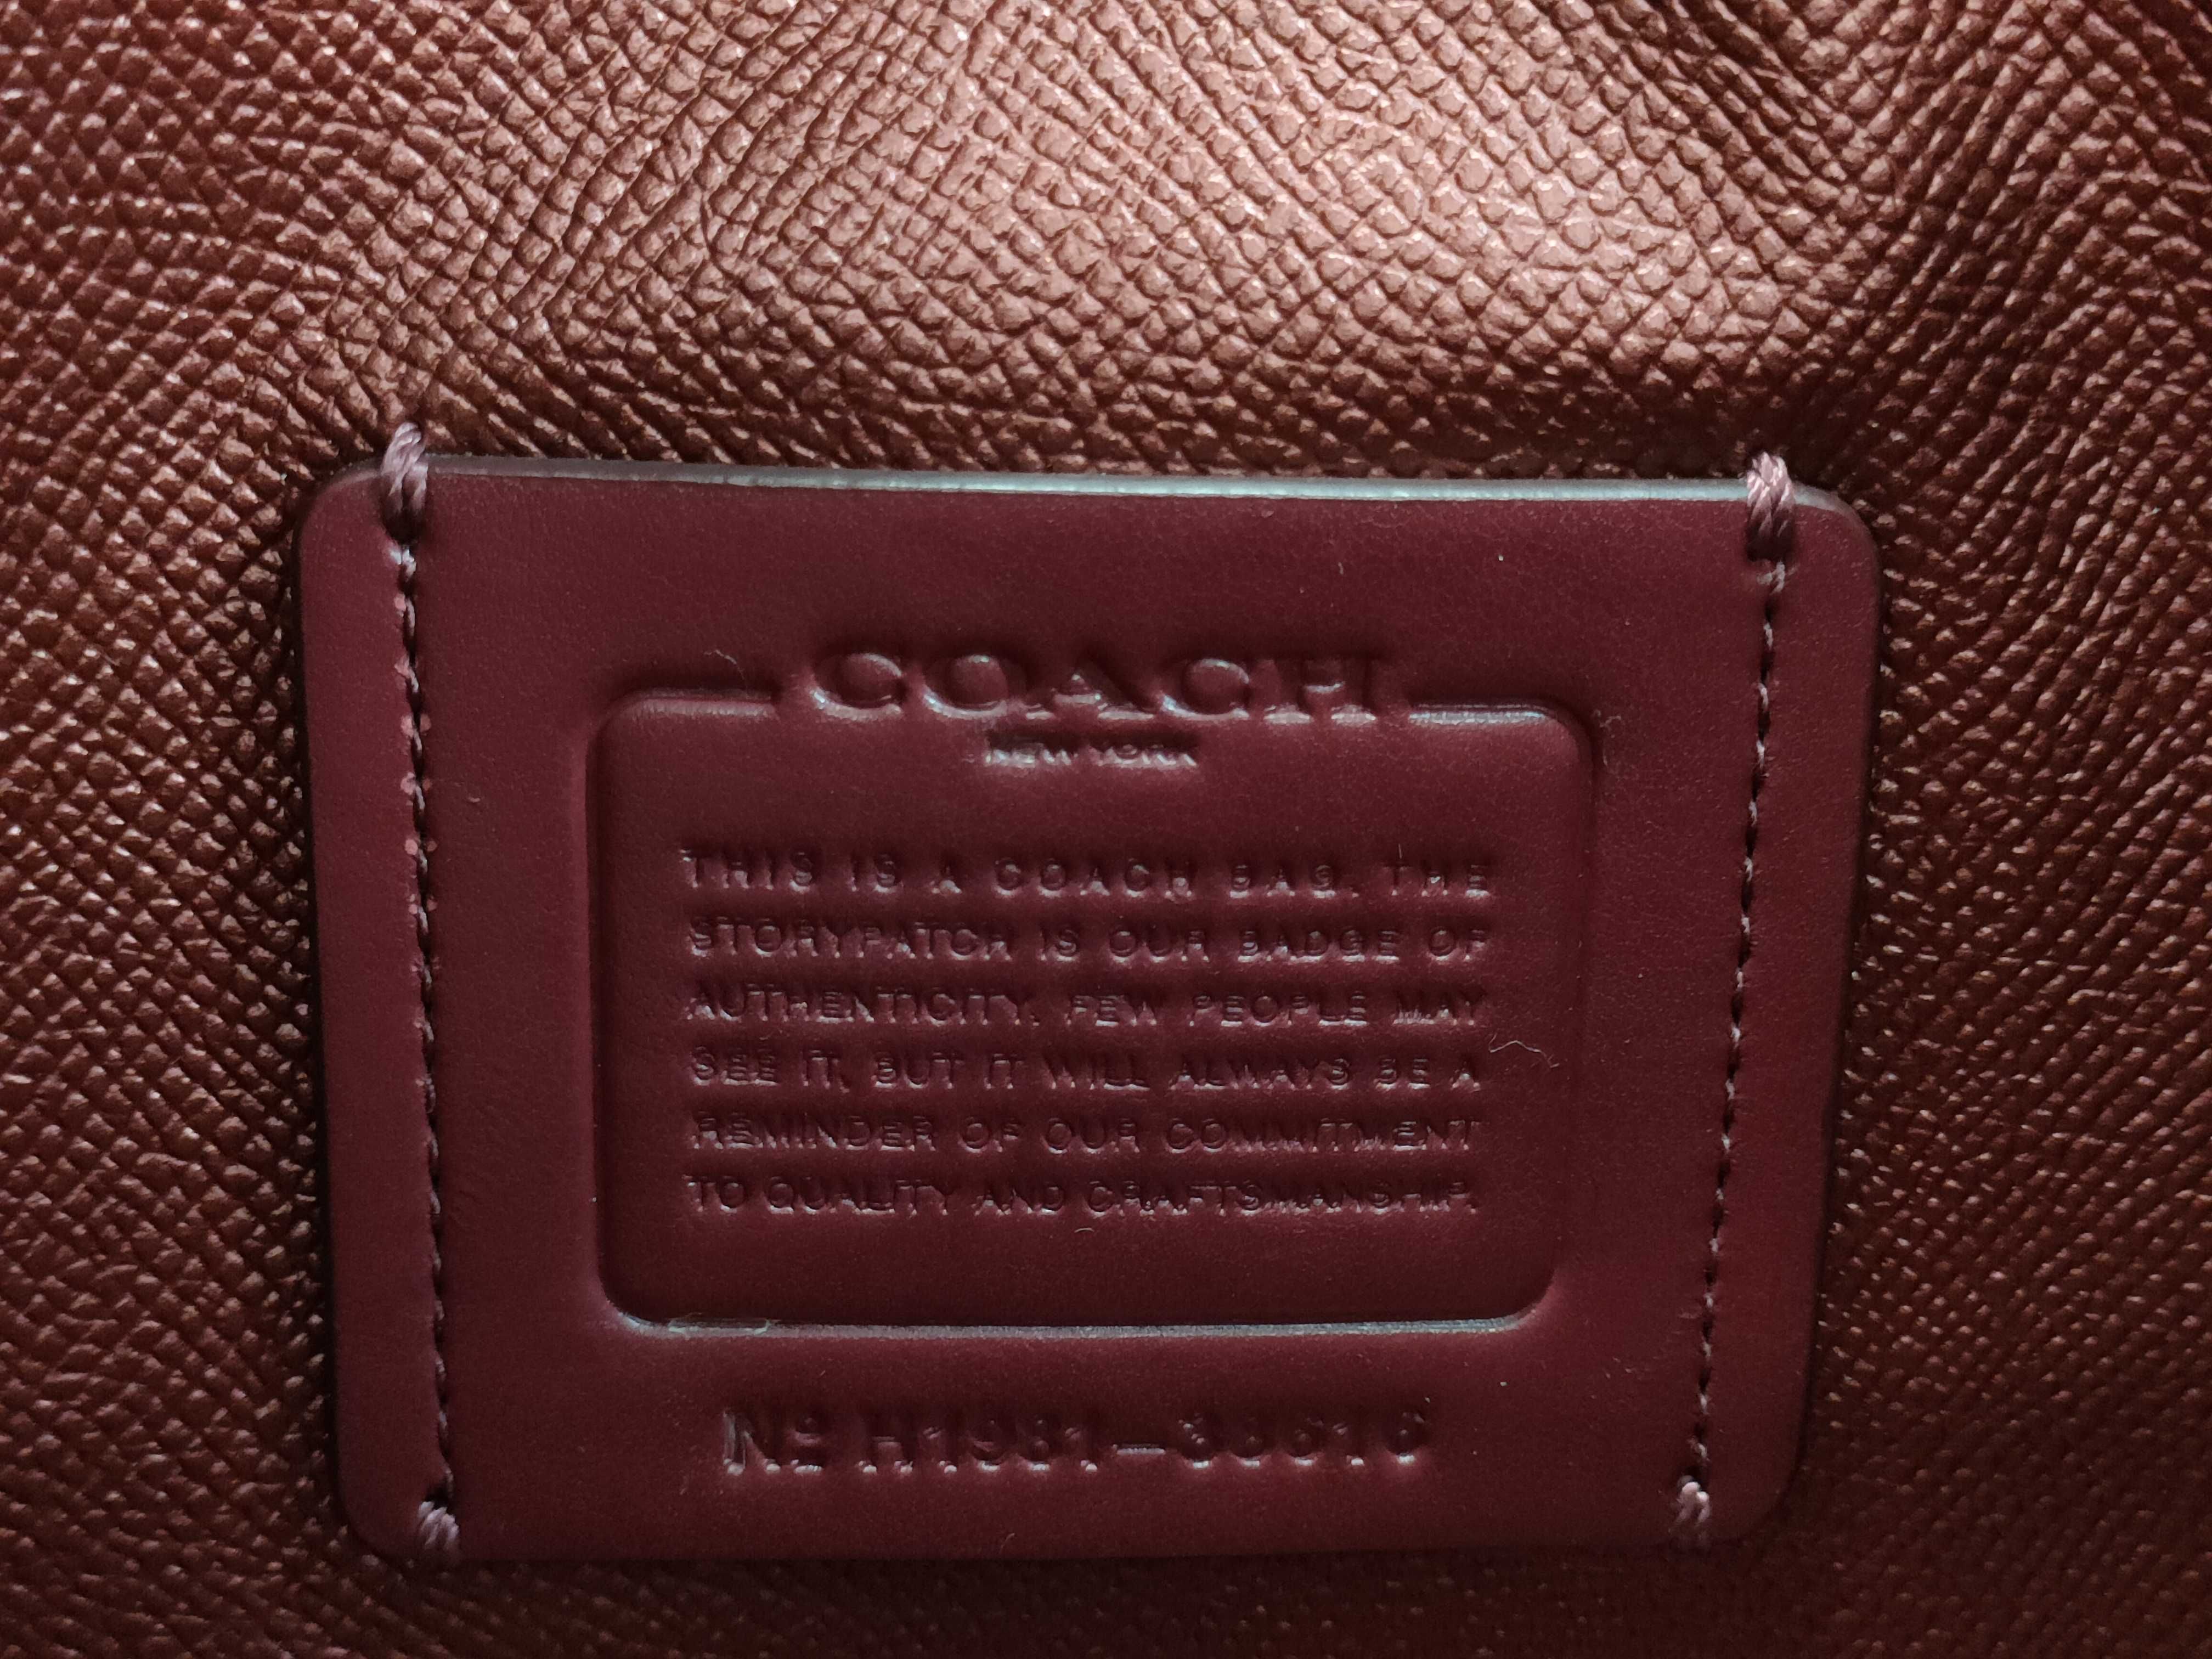 COACH
NEW YORK
THIS IS A COACH BAG. THE
STORYPATCH IS OUR BADGE OF
AUTHENTICITY. FEW PEOPLE MAY
SEE IT, BUT IT WILL ALWAYS BE A
REMINDER OF OUR COMMITMENT
TO QUALITY AND CRAFTSMANSHIP.
Nº